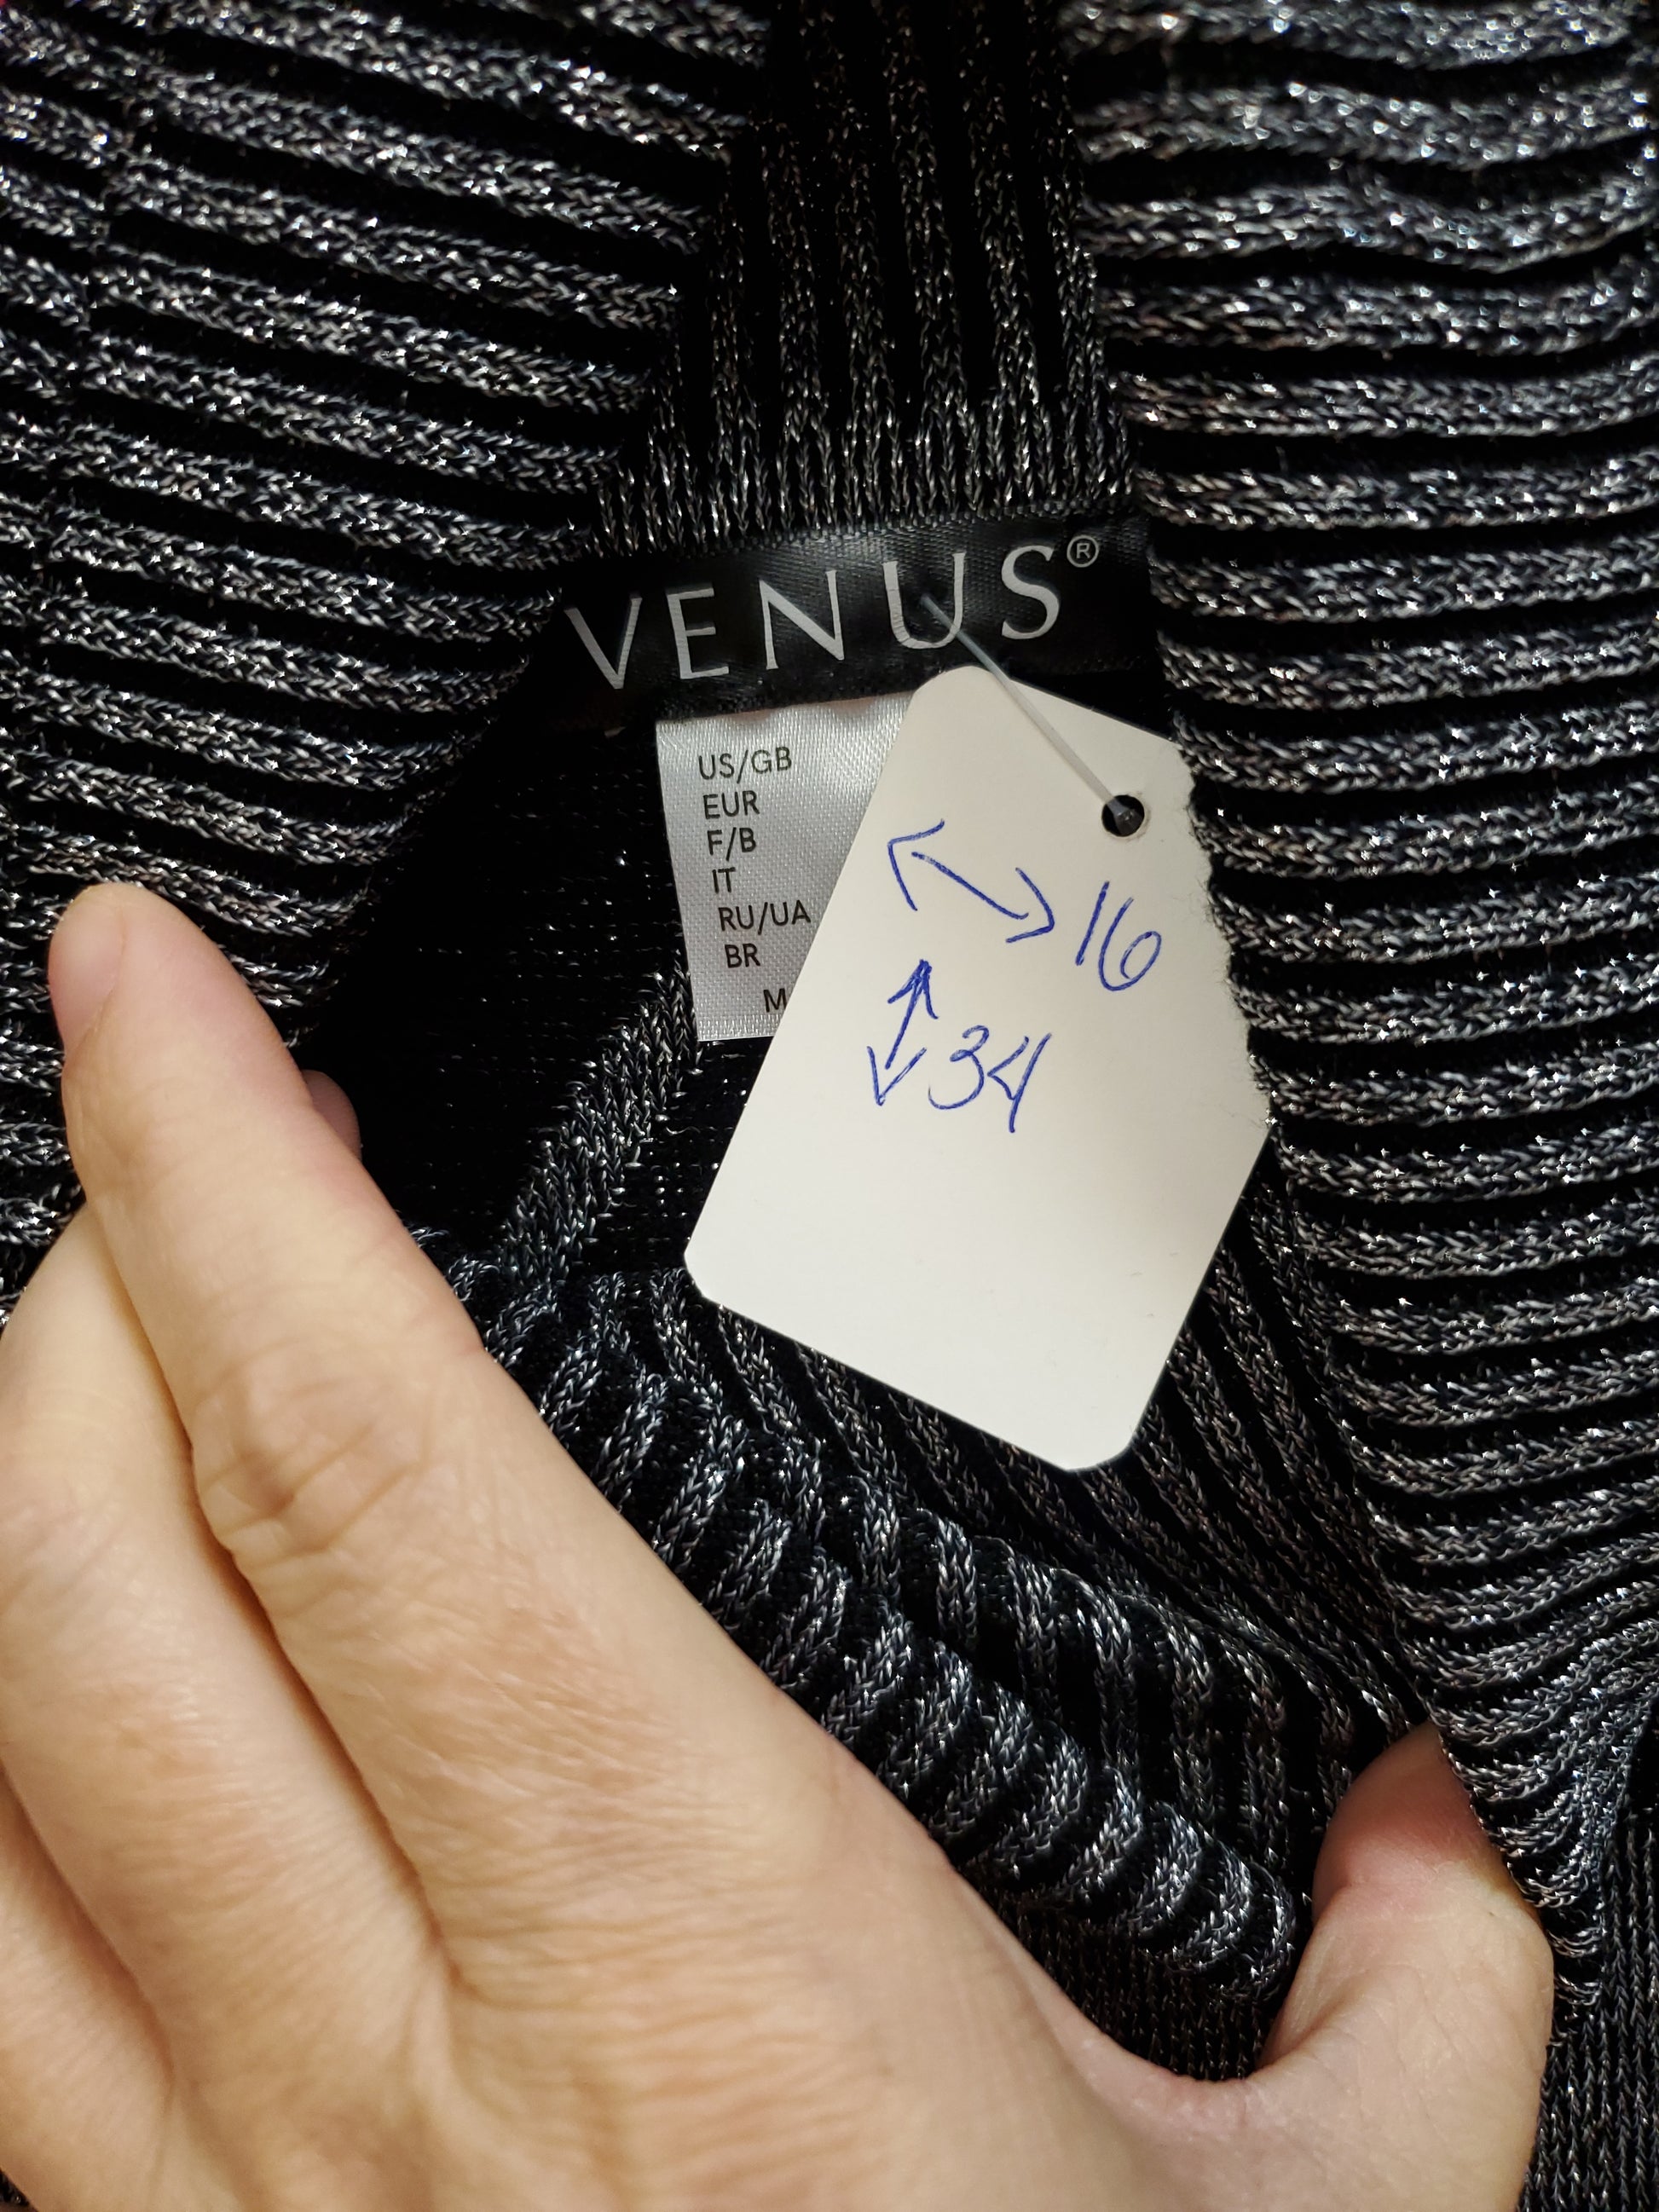 VENUS®
US/GB
EUR
F/B
IT
RU/UA
BR
M
↔ 16
↕ 34